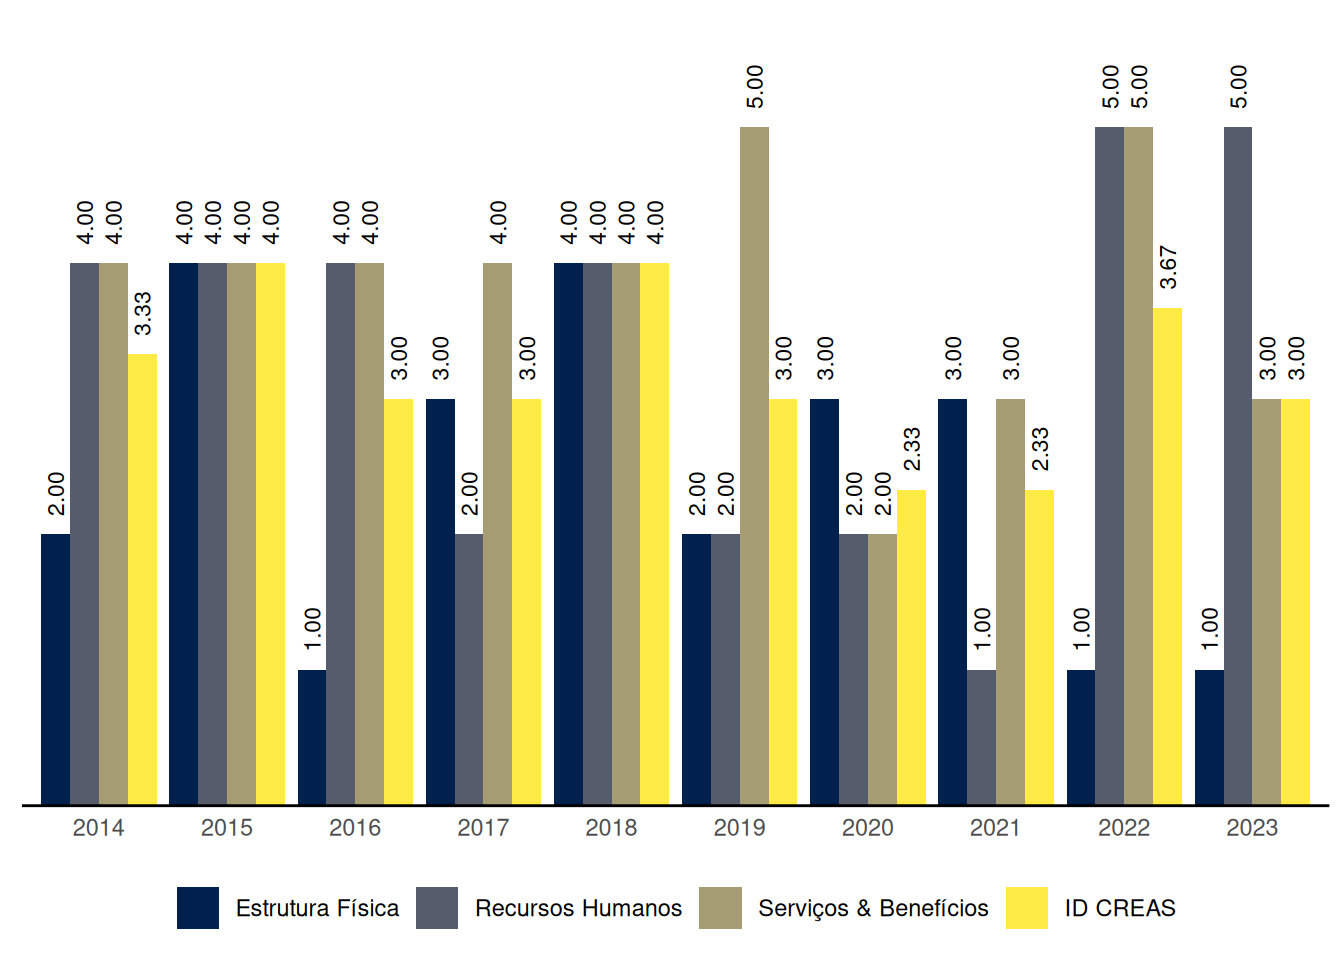 5.00 5.00 5.00 5.00
4.00 4.00 4.00 4.00 4.00 4.00 4.00 4.00 4.00 4.00 4.00 4.00 4.00
3.67
3.33
3.00 3.00 3.00 3.00 3.00 3.00 3.00 3.00 3.00
2.33 2.33
2.00 2.00 2.00 2.00 2.00 2.00
1.00 1.00 1.00 1.00
2014 2015 2016 2017 2018 2019 2020 2021 2022 2023
Estrutura Física Recursos Humanos Serviços & Benefícios ID CREAS